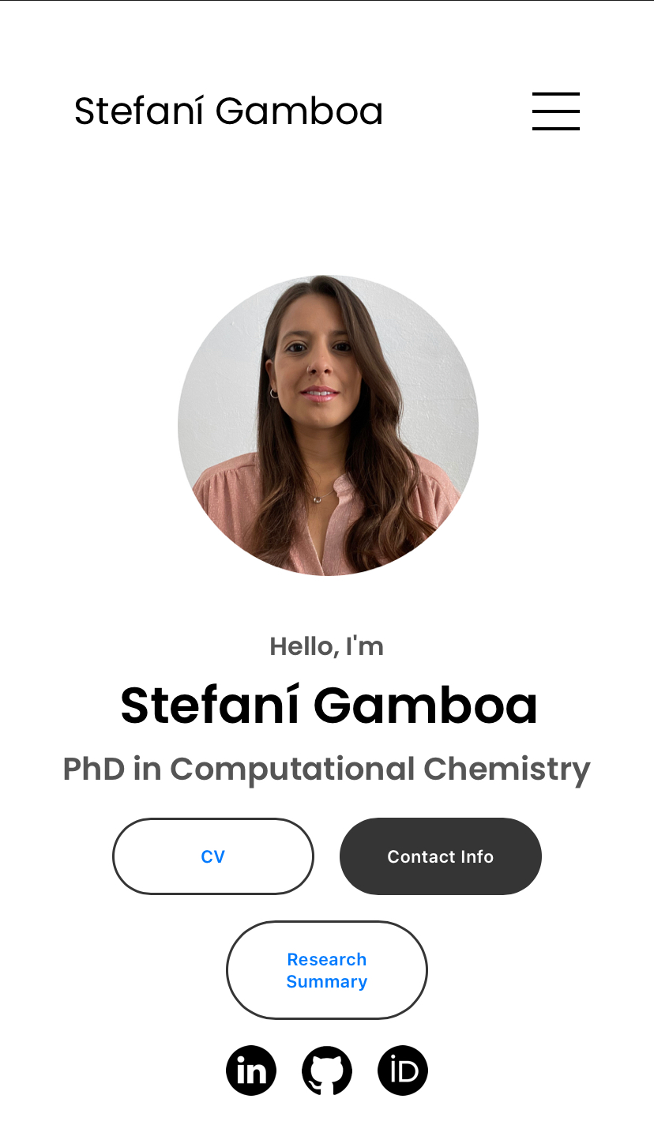 Stefaní Gamboa
Hello, I'm
Stefaní Gamboa
PhD in Computational Chemistry
CV
Contact Info
Research
Summary
in
iD